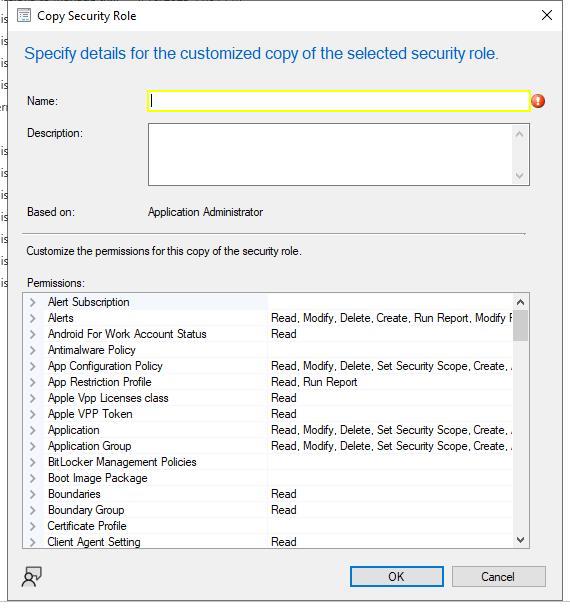 Copy Security Role
Specify details for the customized copy of the selected security role.
Name:
Description:
Based on: Application Administrator
Customize the permissions for this copy of the security role.
Permissions:
Alert Subscription
Alerts Read, Modify, Delete, Create, Run Report, Modify
Android For Work Account Status Read
Antimalware Policy
App Configuration Policy Read, Modify, Delete, Set Security Scope, Create,
App Restriction Profile Read, Run Report
Apple Vpp Licenses class Read
Apple VPP Token Read
Application Read, Modify, Delete, Set Security Scope, Create,
Application Group Read, Modify, Delete, Set Security Scope, Create,
BitLocker Management Policies
Boot Image Package
Boundaries Read
Boundary Group Read
Certificate Profile
Client Agent Setting Read
OK Cancel